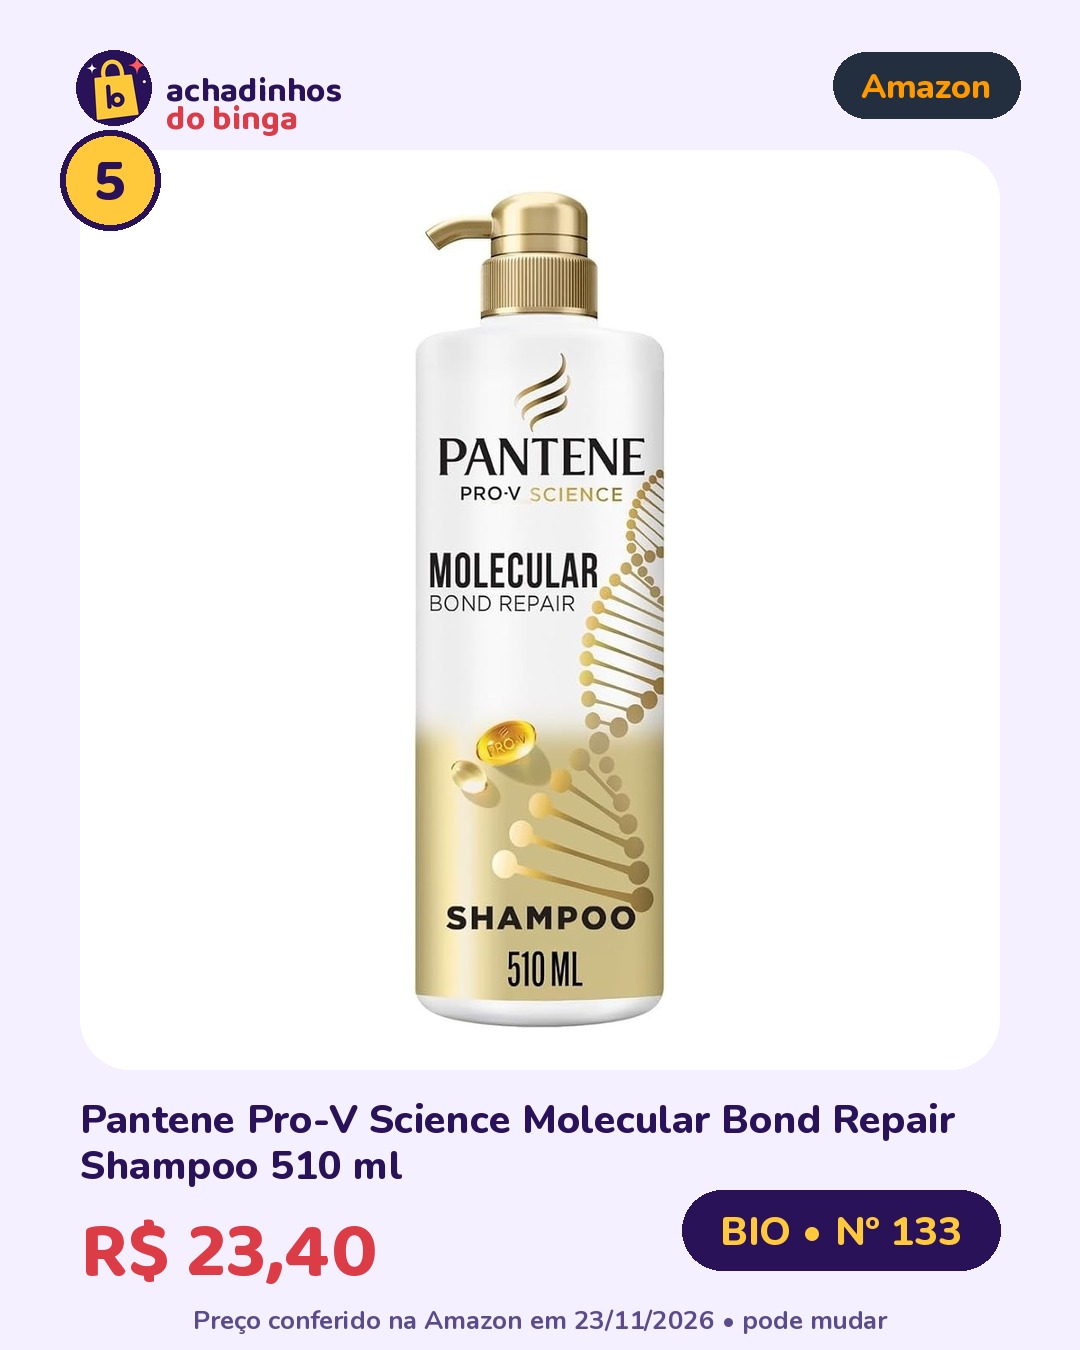 b
achadinhos
do binga
Amazon
5
PANTENE
PRO-V SCIENCE
MOLECULAR
BOND REPAIR
PRO-V
SHAMPOO
510 ML
Pantene Pro-V Science Molecular Bond Repair
Shampoo 510 ml
R$ 23,40
BIO • Nº 133
Preço conferido na Amazon em 23/11/2026 • pode mudar